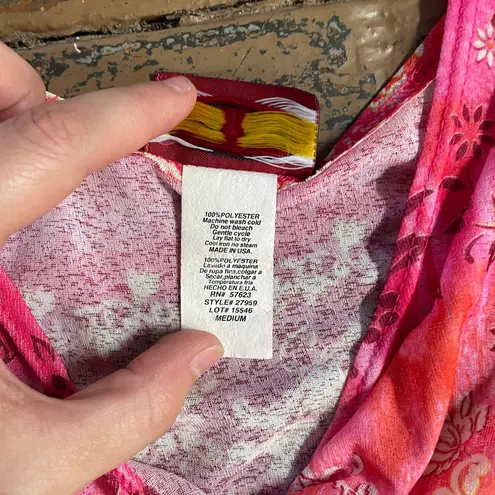 100%POLYESTER
Machine wash cold
Do not bleach
Gentle cycle
Lay flat to dry
Cool iron no steam
MADE IN USA.
100%POLYESTER
Lavado a maquina
De ropa fina,colgar a
Secar,planchar a
Temperatura fria
HECHO EN E.U.A.
RN# 57623
STYLE# 27959
LOT# 15546
MEDIUM